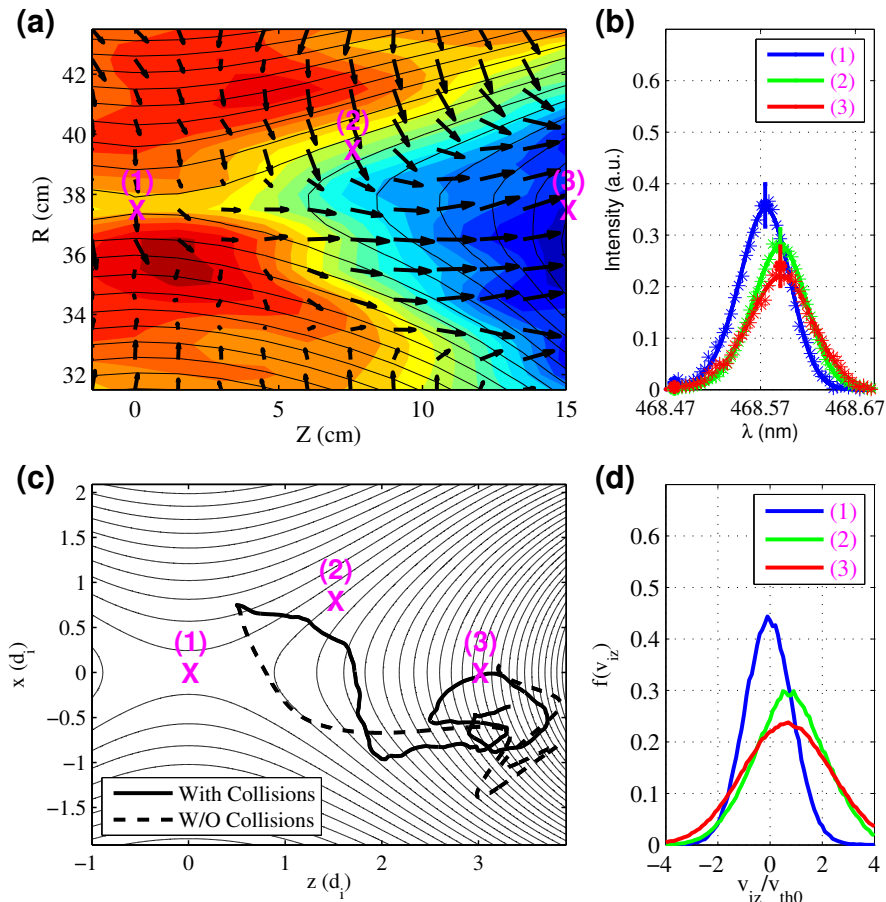 (a)
R (cm)
42
40
38
36
34
32
(1)
X
(2)
X
(3)
X
0
5
10
15
Z (cm)
(b)
Intensity (a.u.)
0.6
0.5
0.4
0.3
0.2
0.1
0
(1)
(2)
(3)
468.47
468.57
468.67
λ (nm)
(c)
x (d_i)
2
1.5
1
0.5
0
−0.5
−1
−1.5
(1)
X
(2)
X
(3)
X
With Collisions
W/O Collisions
−1
0
1
2
3
z (d_i)
(d)
f(v_iz)
0.6
0.5
0.4
0.3
0.2
0.1
0
(1)
(2)
(3)
−4
−2
0
2
4
v_iz/v_th0